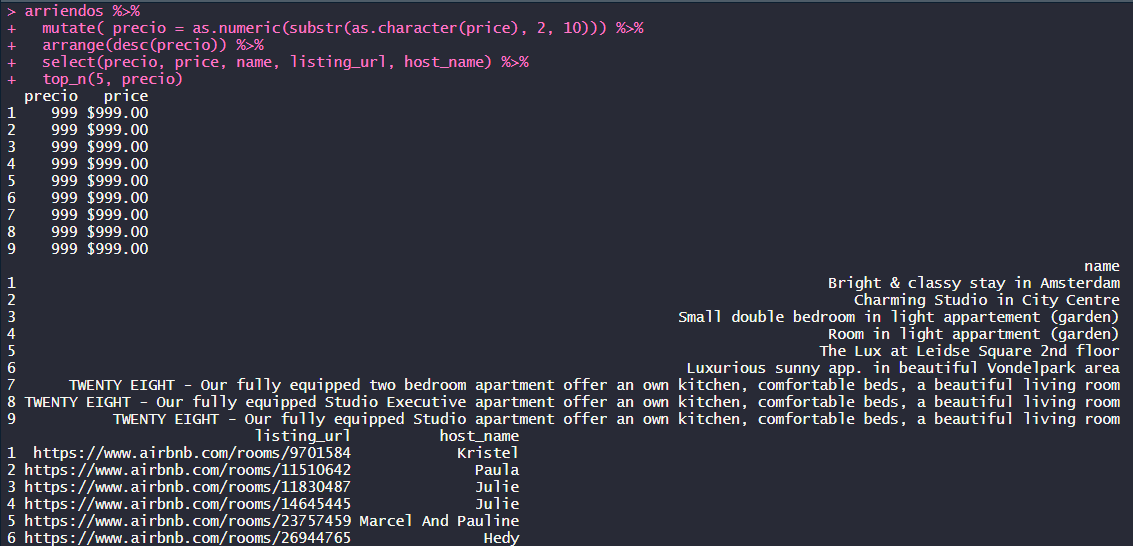 > arriendos %>%
+   mutate( precio = as.numeric(substr(as.character(price), 2, 10))) %>%
+   arrange(desc(precio)) %>%
+   select(precio, price, name, listing_url, host_name) %>%
+   top_n(5, precio)
  precio   price
1    999 $999.00
2    999 $999.00
3    999 $999.00
4    999 $999.00
5    999 $999.00
6    999 $999.00
7    999 $999.00
8    999 $999.00
9    999 $999.00
name
1 Bright & classy stay in Amsterdam
2 Charming Studio in City Centre
3 Small double bedroom in light appartement (garden)
4 Room in light appartment (garden)
5 The Lux at Leidse Square 2nd floor
6 Luxurious sunny app. in beautiful Vondelpark area
7 TWENTY EIGHT - Our fully equipped two bedroom apartment offer an own kitchen, comfortable beds, a beautiful living room
8 TWENTY EIGHT - Our fully equipped Studio Executive apartment offer an own kitchen, comfortable beds, a beautiful living room
9 TWENTY EIGHT - Our fully equipped Studio apartment offer an own kitchen, comfortable beds, a beautiful living room
listing_url host_name
1 https://www.airbnb.com/rooms/9701584 Kristel
2 https://www.airbnb.com/rooms/11510642 Paula
3 https://www.airbnb.com/rooms/11830487 Julie
4 https://www.airbnb.com/rooms/14645445 Julie
5 https://www.airbnb.com/rooms/23757459 Marcel And Pauline
6 https://www.airbnb.com/rooms/26944765 Hedy